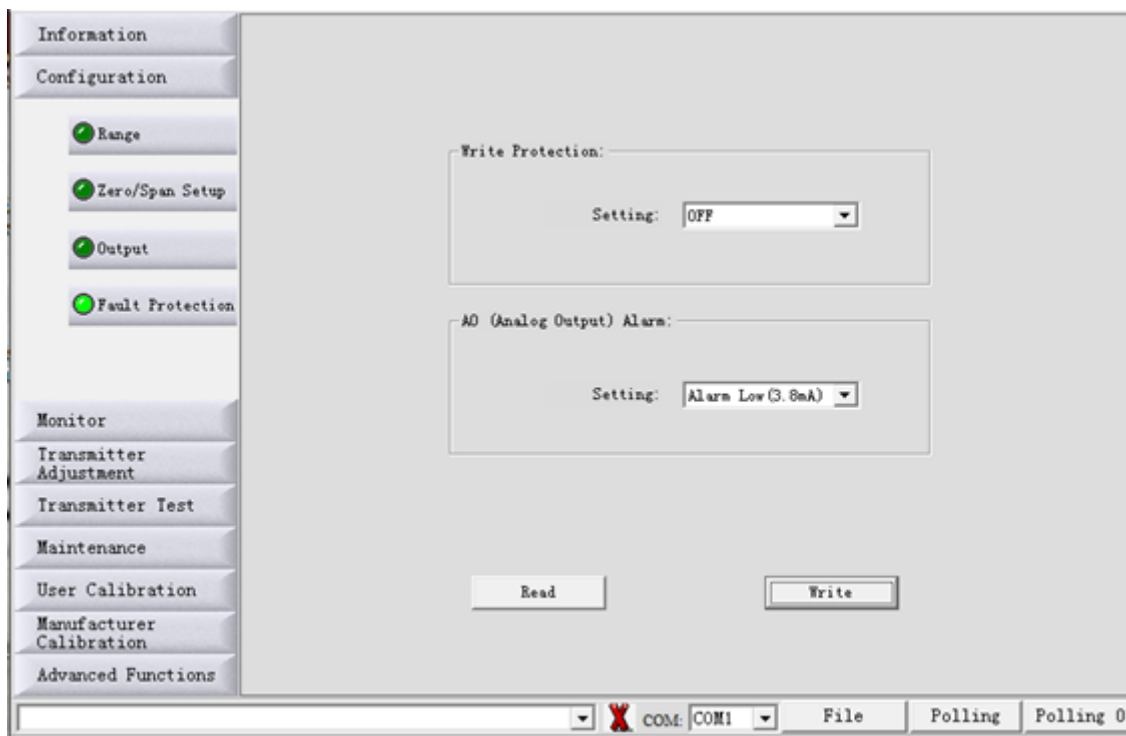 Information
Configuration
Range
Zero/Span Setup
Output
Fault Protection
Monitor
Transmitter
Adjustment
Transmitter Test
Maintenance
User Calibration
Manufacturer
Calibration
Advanced Functions
Write Protection:
Setting: OFF
AO (Analog Output) Alarm:
Setting: Alarm Low(3.8mA)
Read Write
COM: COM1 File Polling Polling 0